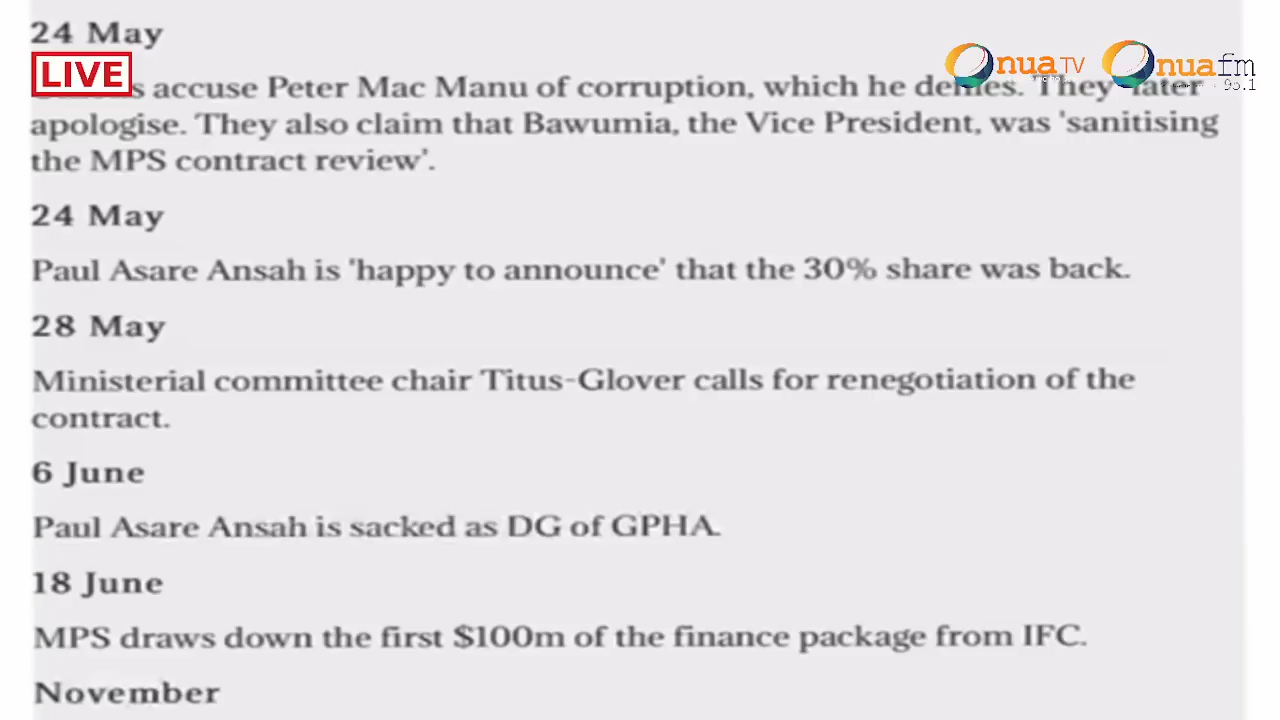 24 May
LIVE
nua TV
nua fm
95.1
s accuse Peter Mac Manu of corruption, which he denies. They later
apologise. They also claim that Bawumia, the Vice President, was 'sanitising
the MPS contract review'.
24 May
Paul Asare Ansah is 'happy to announce' that the 30% share was back.
28 May
Ministerial committee chair Titus-Glover calls for renegotiation of the
contract.
6 June
Paul Asare Ansah is sacked as DG of GPHA.
18 June
MPS draws down the first $100m of the finance package from IFC.
November